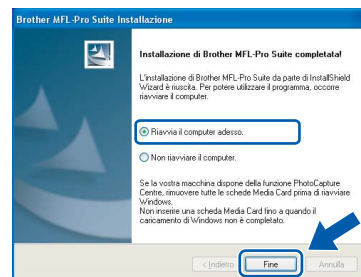 Brother MFL-Pro Suite Installazione
Installazione di Brother MFL-Pro Suite completata!
L'installazione di Brother MFL-Pro Suite da parte di InstallShield
Wizard è riuscita. Per potere utilizzare il programma, occorre
riavviare il computer.
Riavvia il computer adesso.
Non riavviare il computer.
Se la vostra macchina dispone della funzione PhotoCapture
Centre, rimuovere tutte le schede Media Card prima di riavviare
Windows.
Non inserire una scheda Media Card fino a quando il
caricamento di Windows non è completato.
< Indietro Fine Annulla